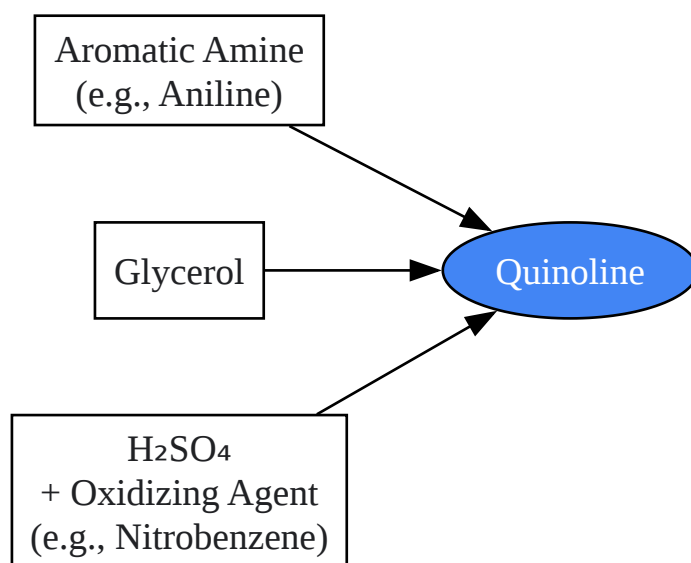 Aromatic Amine
(e.g., Aniline)
Glycerol
Quinoline
H₂SO₄
+ Oxidizing Agent
(e.g., Nitrobenzene)